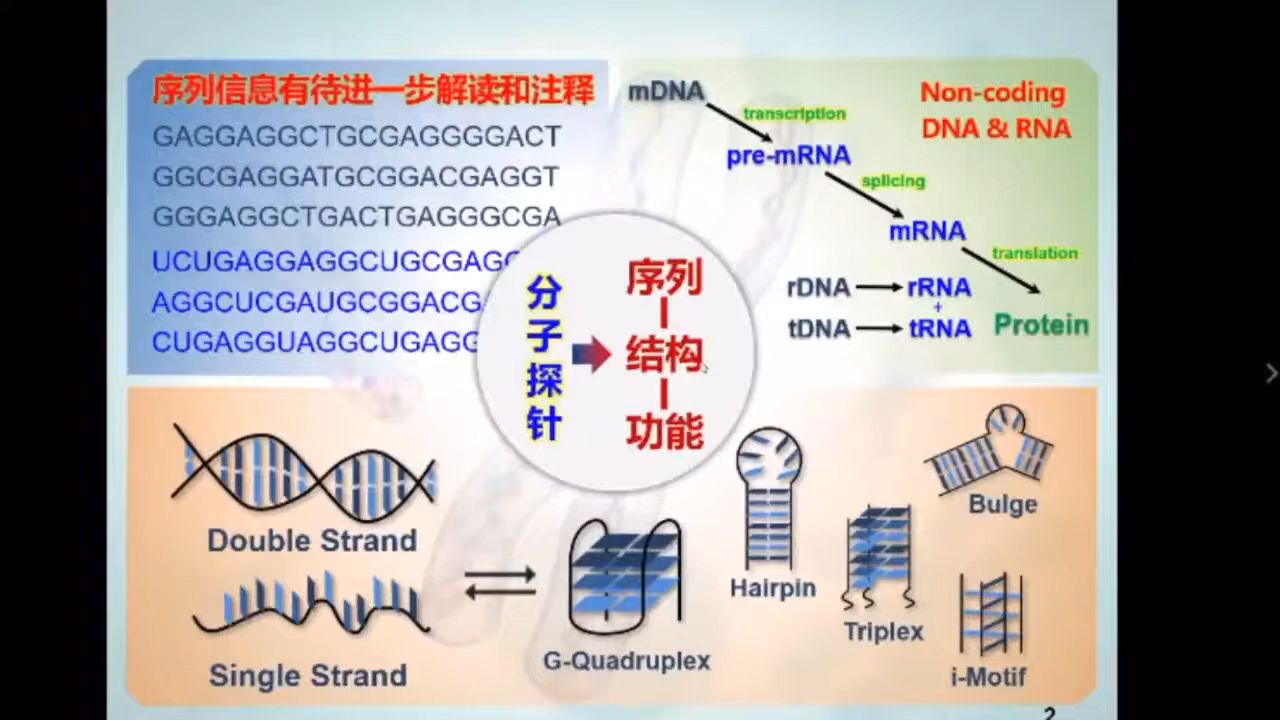 序列信息有待进一步解读和注释
GAGGAGGCTGCGAGGGGACT
GGCGAGGATGCGGACGAGGT
GGGAGGCTGACTGAGGGCGA
UCUGAGGAGGCUGCGAG
AGGCUCGAUGCGGACG
CUGAGGUAGGCUGAGG
mDNA
transcription
pre-mRNA
splicing
mRNA
translation
rDNA
rRNA
+
tDNA
tRNA
Protein
Non-coding
DNA & RNA
分子探针
序列
结构
功能
Double Strand
Single Strand
G-Quadruplex
Hairpin
Triplex
Bulge
i-Motif
2